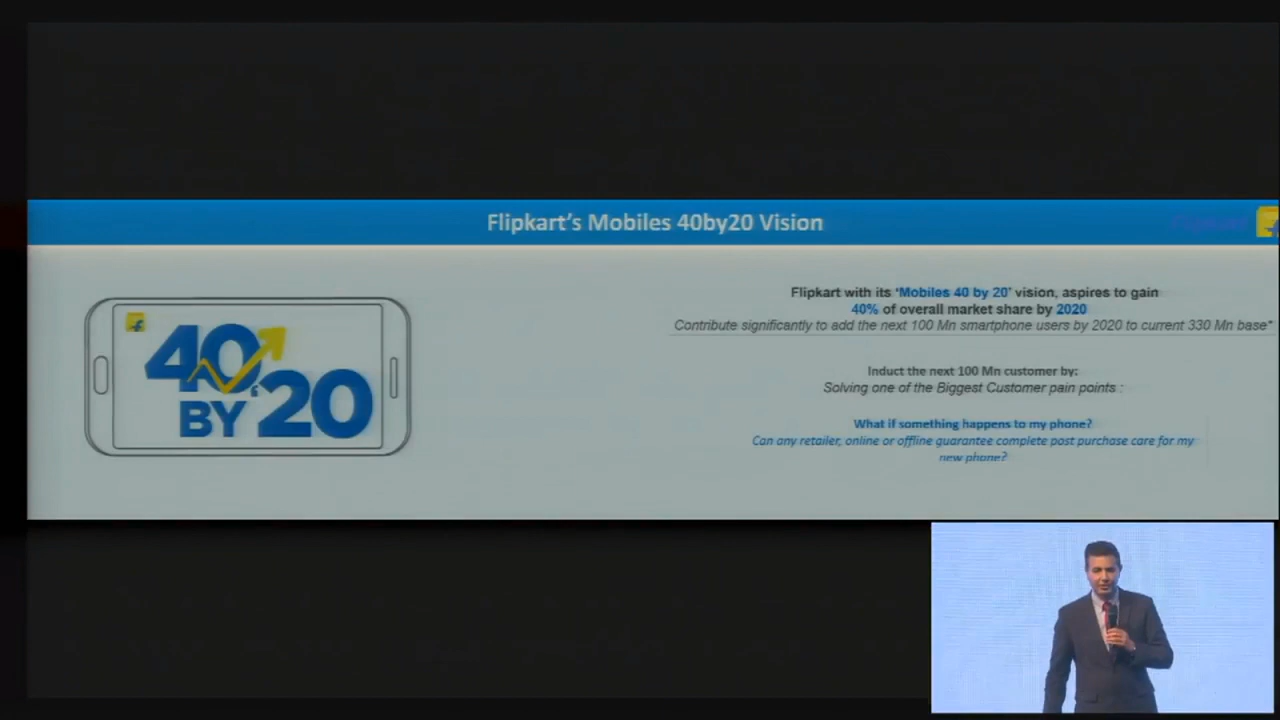 Flipkart's Mobiles 40by20 Vision
Flipkart
40
BY '20
Flipkart with its 'Mobiles 40 by 20' vision, aspires to gain
40% of overall market share by 2020
Contribute significantly to add the next 100 Mn smartphone users by 2020 to current 330 Mn base*
Induct the next 100 Mn customer by:
Solving one of the Biggest Customer pain points :
What if something happens to my phone?
Can any retailer, online or offline guarantee complete post purchase care for my
new phone?